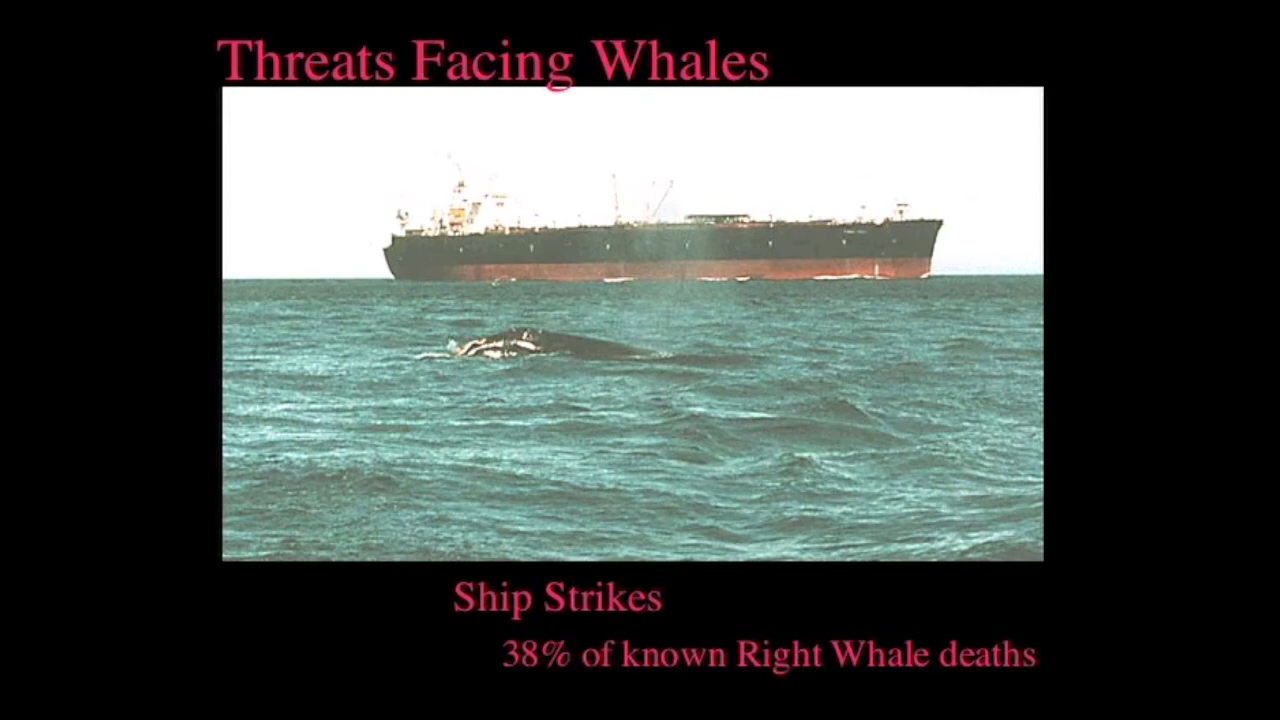 Threats Facing Whales
Ship Strikes
38% of known Right Whale deaths